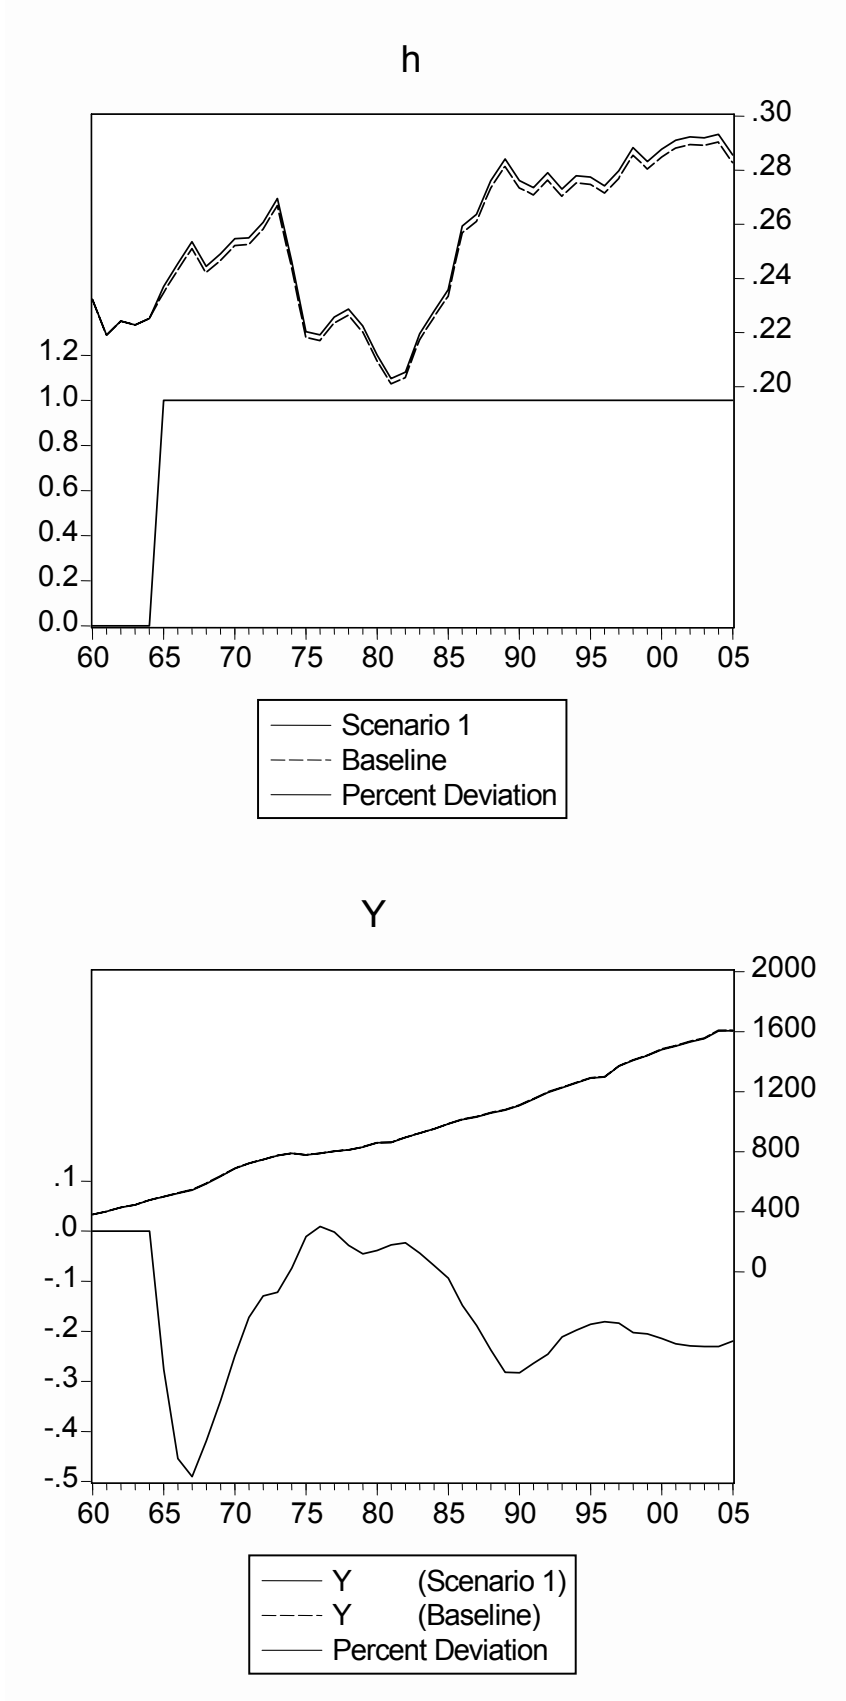 h
.30
.28
.26
.24
.22
.20
1.2
1.0
0.8
0.6
0.4
0.2
0.0
60 65 70 75 80 85 90 95 00 05
Scenario 1
Baseline
Percent Deviation
Y
2000
1600
1200
800
400
0
.1
.0
-.1
-.2
-.3
-.4
-.5
60 65 70 75 80 85 90 95 00 05
Y (Scenario 1)
Y (Baseline)
Percent Deviation